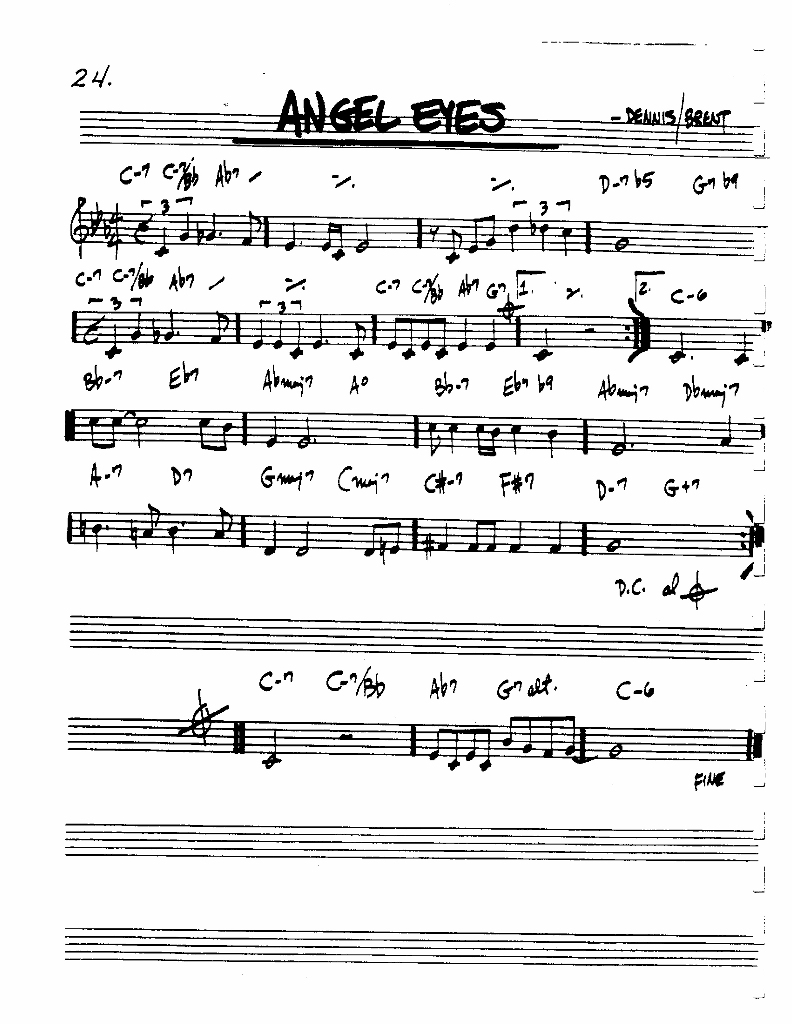 24.
ANGEL EYES
- DENNIS/BRENT
C-7 C-7/Bb Ab7 / ٪ ٪ D-7b5 G7b9
3 3
C-7 C-7/Bb Ab7 / ٪ C-7 C-7/Bb Ab7 G7 1. ٪ 2. C-6
3 3
Bb-7 Eb7 Abmaj7 A° Bb-7 Eb7b9 Abmaj7 Dbmaj7
A-7 D7 Gmaj7 Cmaj7 C#-7 F#7 D-7 G+7
D.C. al
C-7 C-7/Bb Ab7 G7alt. C-6
FINE